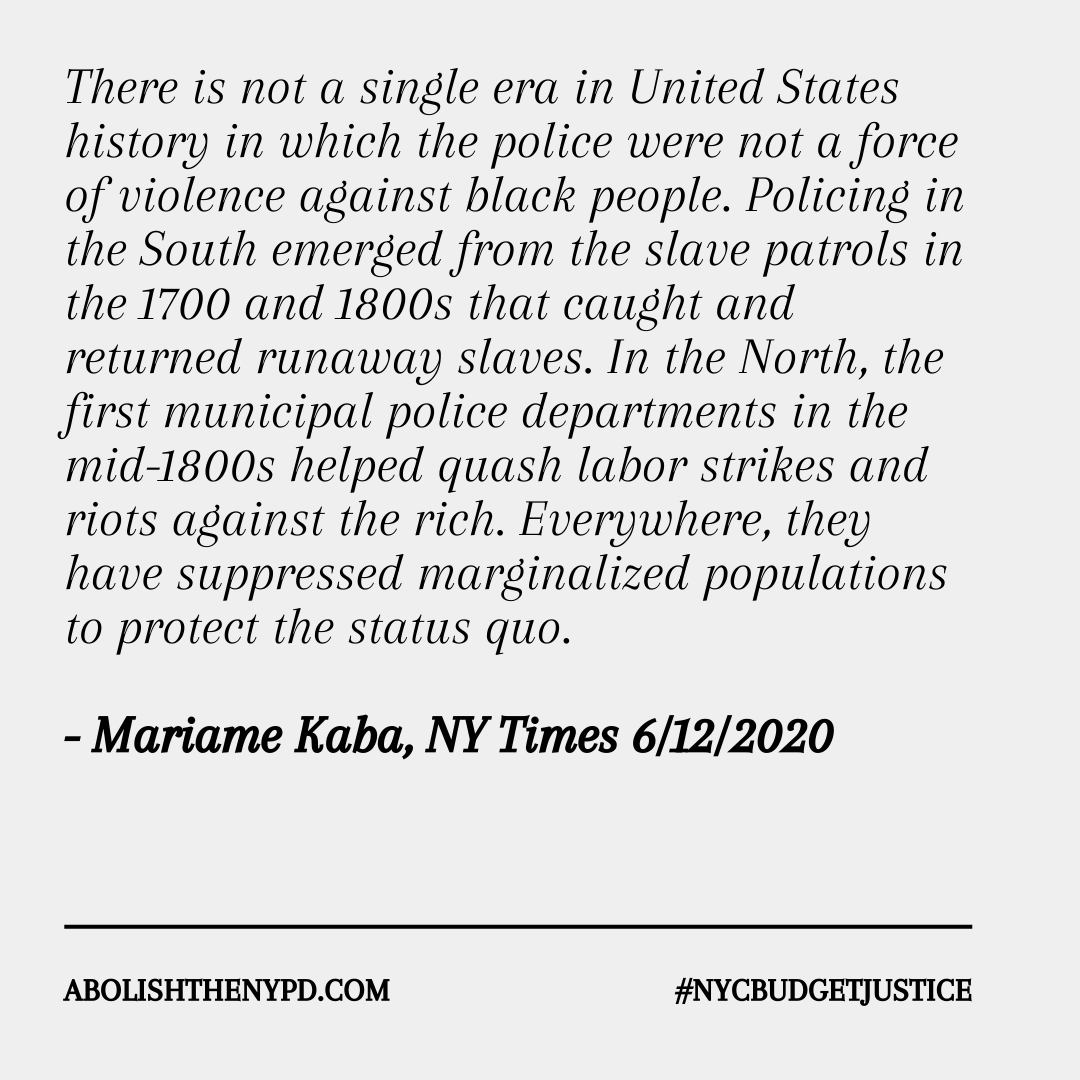 There is not a single era in United States
history in which the police were not a force
of violence against black people. Policing in
the South emerged from the slave patrols in
the 1700 and 1800s that caught and
returned runaway slaves. In the North, the
first municipal police departments in the
mid-1800s helped quash labor strikes and
riots against the rich. Everywhere, they
have suppressed marginalized populations
to protect the status quo.
- Mariame Kaba, NY Times 6/12/2020
ABOLISHTHENYPD.COM
#NYCBUDGETJUSTICE